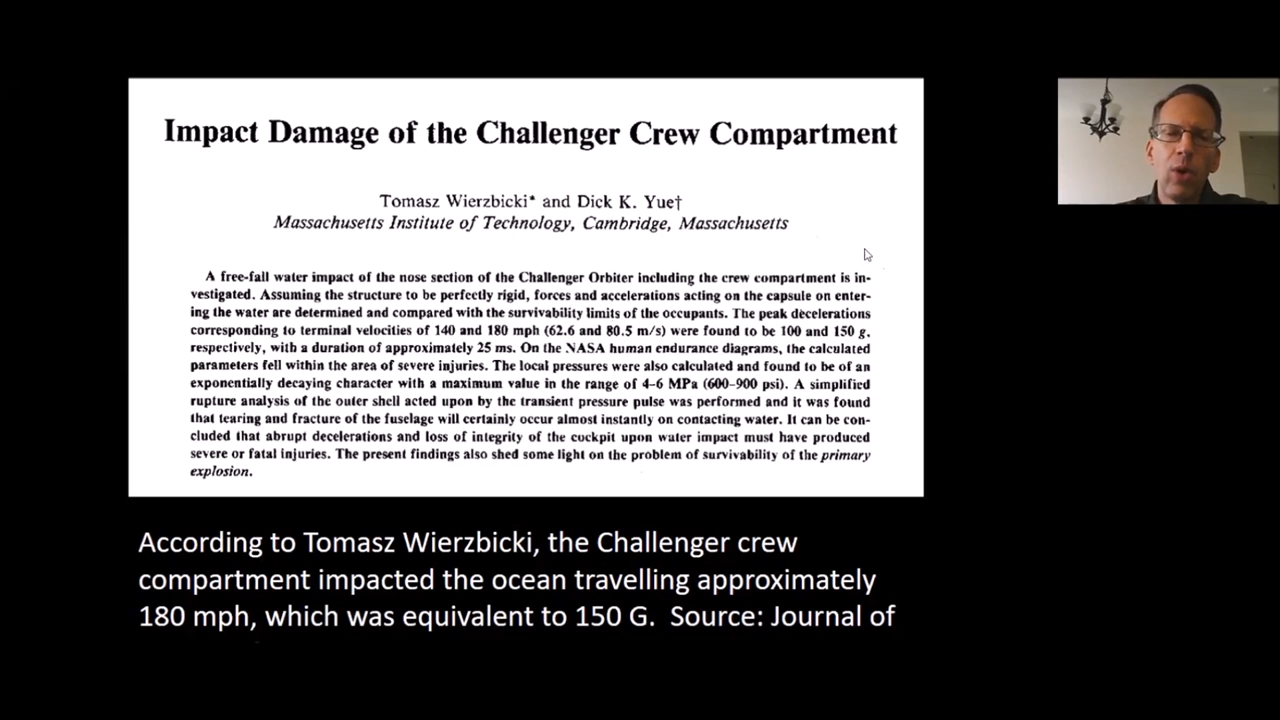 Impact Damage of the Challenger Crew Compartment
Tomasz Wierzbicki* and Dick K. Yue†
Massachusetts Institute of Technology, Cambridge, Massachusetts
A free-fall water impact of the nose section of the Challenger Orbiter including the crew compartment is in-
vestigated. Assuming the structure to be perfectly rigid, forces and accelerations acting on the capsule on enter-
ing the water are determined and compared with the survivability limits of the occupants. The peak decelerations
corresponding to terminal velocities of 140 and 180 mph (62.6 and 80.5 m/s) were found to be 100 and 150 g,
respectively, with a duration of approximately 25 ms. On the NASA human endurance diagrams, the calculated
parameters fell within the area of severe injuries. The local pressures were also calculated and found to be of an
exponentially decaying character with a maximum value in the range of 4-6 MPa (600-900 psi). A simplified
rupture analysis of the outer shell acted upon by the transient pressure pulse was performed and it was found
that tearing and fracture of the fuselage will certainly occur almost instantly on contacting water. It can be con-
cluded that abrupt decelerations and loss of integrity of the cockpit upon water impact must have produced
severe or fatal injuries. The present findings also shed some light on the problem of survivability of the primary
explosion.
According to Tomasz Wierzbicki, the Challenger crew
compartment impacted the ocean travelling approximately
180 mph, which was equivalent to 150 G.  Source: Journal of